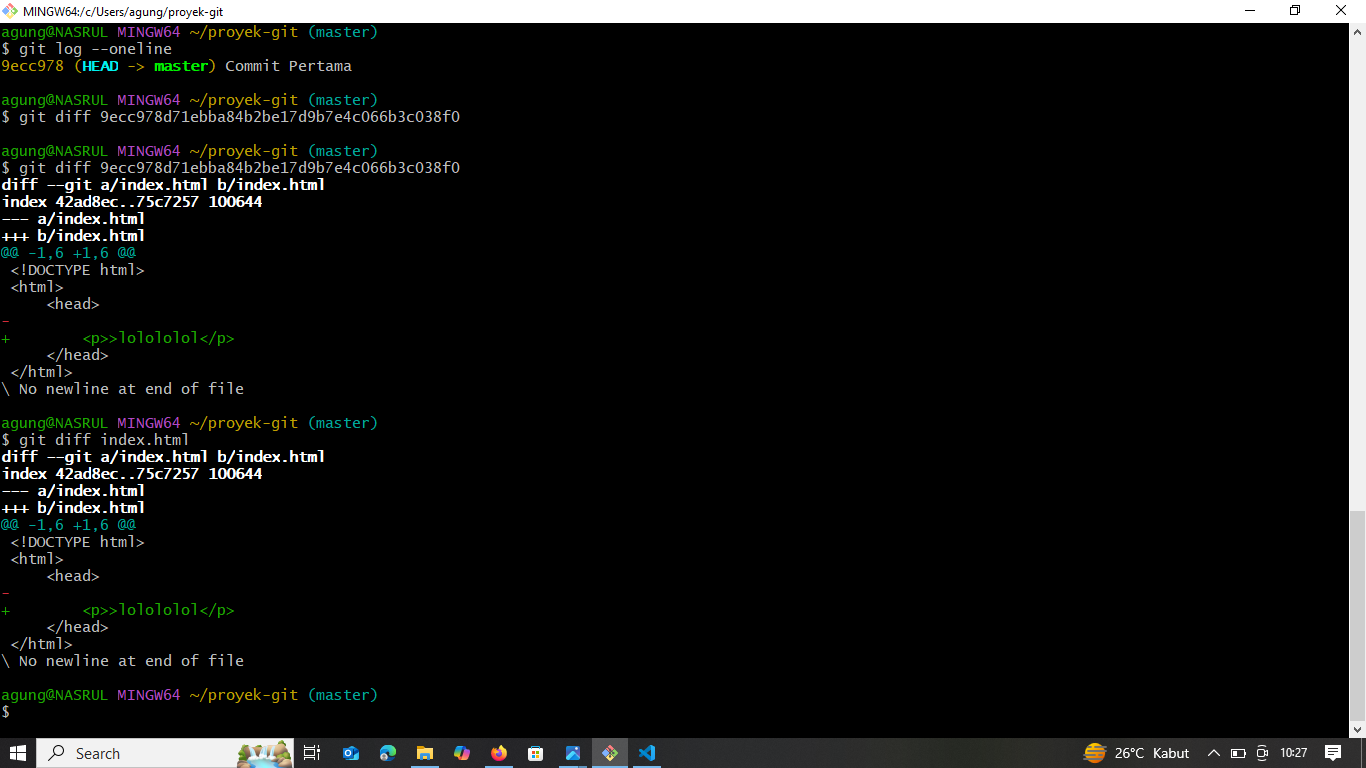 MINGW64:/c/Users/agung/proyek-git
agung@NASRUL MINGW64 ~/proyek-git (master)
$ git log --oneline
9ecc978 (HEAD -> master) Commit Pertama
agung@NASRUL MINGW64 ~/proyek-git (master)
$ git diff 9ecc978d71ebba84b2be17d9b7e4c066b3c038f0
agung@NASRUL MINGW64 ~/proyek-git (master)
$ git diff 9ecc978d71ebba84b2be17d9b7e4c066b3c038f0
diff --git a/index.html b/index.html
index 42ad8ec..75c7257 100644
--- a/index.html
+++ b/index.html
@@ -1,6 +1,6 @@
 <!DOCTYPE html>
 <html>
     <head>
-
+        <p>>lolololol</p>
     </head>
 </html>
\ No newline at end of file
agung@NASRUL MINGW64 ~/proyek-git (master)
$ git diff index.html
diff --git a/index.html b/index.html
index 42ad8ec..75c7257 100644
--- a/index.html
+++ b/index.html
@@ -1,6 +1,6 @@
 <!DOCTYPE html>
 <html>
     <head>
-
+        <p>>lolololol</p>
     </head>
 </html>
\ No newline at end of file
agung@NASRUL MINGW64 ~/proyek-git (master)
$
Search
26°C Kabut
10:27